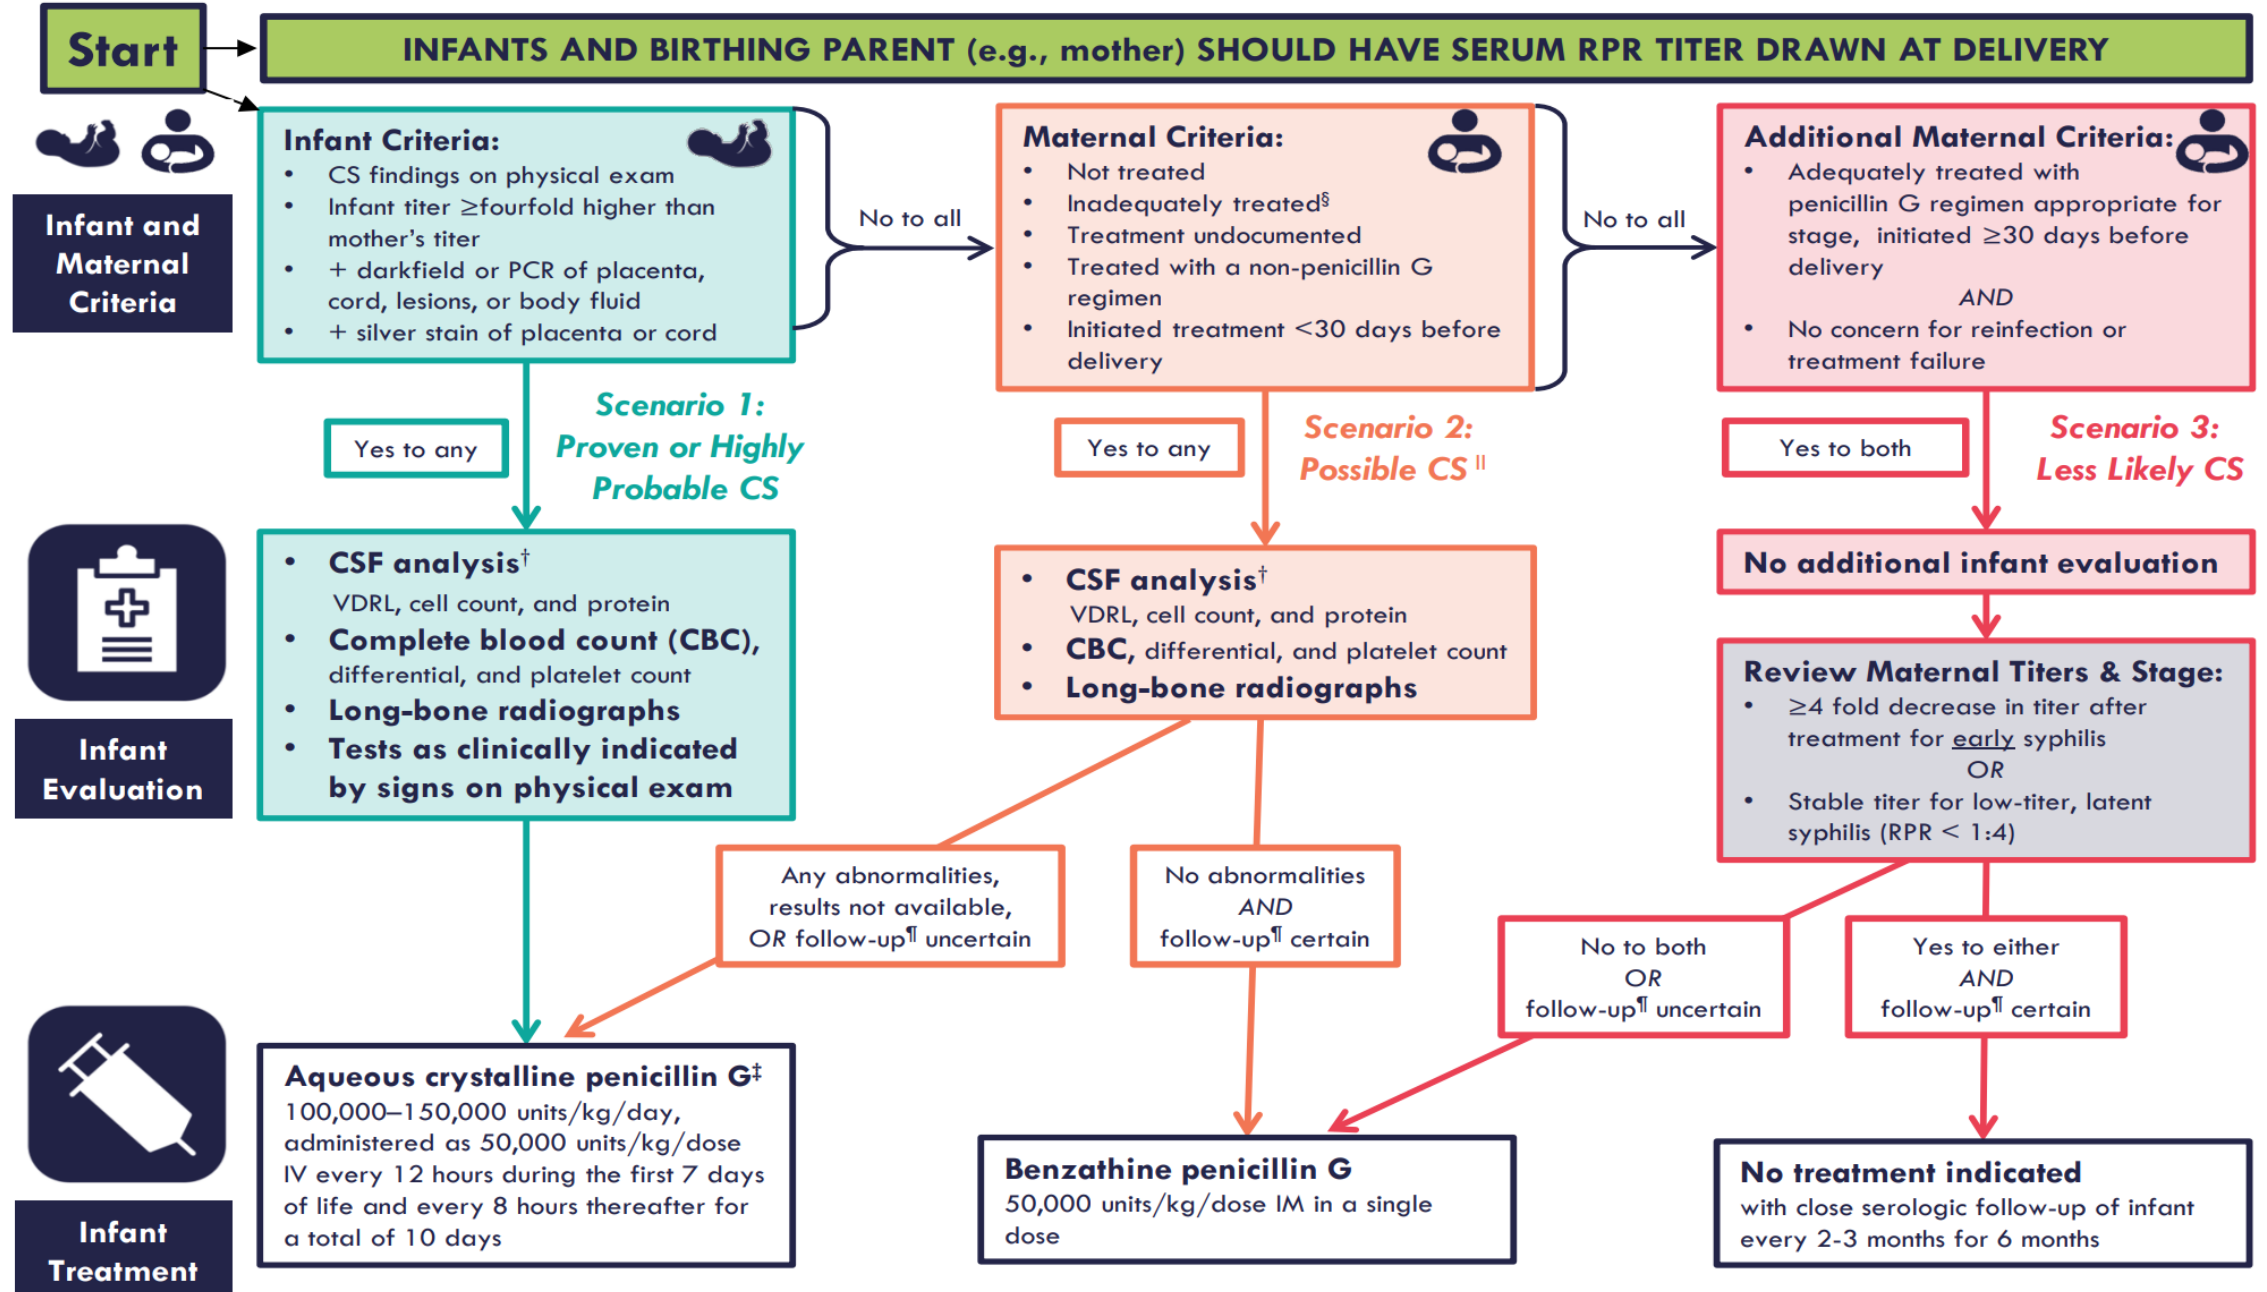 Start
INFANTS AND BIRTHING PARENT (e.g., mother) SHOULD HAVE SERUM RPR TITER DRAWN AT DELIVERY
Infant and
Maternal
Criteria
Infant Criteria:
• CS findings on physical exam
• Infant titer ≥fourfold higher than
mother's titer
• + darkfield or PCR of placenta,
cord, lesions, or body fluid
• + silver stain of placenta or cord
No to all
Maternal Criteria:
• Not treated
• Inadequately treated§
• Treatment undocumented
• Treated with a non-penicillin G
regimen
• Initiated treatment <30 days before
delivery
No to all
Additional Maternal Criteria:
• Adequately treated with
penicillin G regimen appropriate for
stage, initiated ≥30 days before
delivery
AND
• No concern for reinfection or
treatment failure
Yes to any
Scenario 1:
Proven or Highly
Probable CS
Yes to any
Scenario 2:
Possible CS ||
Yes to both
Scenario 3:
Less Likely CS
Infant
Evaluation
• CSF analysis†
VDRL, cell count, and protein
• Complete blood count (CBC),
differential, and platelet count
• Long-bone radiographs
• Tests as clinically indicated
by signs on physical exam
• CSF analysis†
VDRL, cell count, and protein
• CBC, differential, and platelet count
• Long-bone radiographs
No additional infant evaluation
Review Maternal Titers & Stage:
• ≥4 fold decrease in titer after
treatment for early syphilis
OR
• Stable titer for low-titer, latent
syphilis (RPR < 1:4)
Any abnormalities,
results not available,
OR follow-up¶ uncertain
No abnormalities
AND
follow-up¶ certain
No to both
OR
follow-up¶ uncertain
Yes to either
AND
follow-up¶ certain
Infant
Treatment
Aqueous crystalline penicillin G‡
100,000–150,000 units/kg/day,
administered as 50,000 units/kg/dose
IV every 12 hours during the first 7 days
of life and every 8 hours thereafter for
a total of 10 days
Benzathine penicillin G
50,000 units/kg/dose IM in a single
dose
No treatment indicated
with close serologic follow-up of infant
every 2-3 months for 6 months